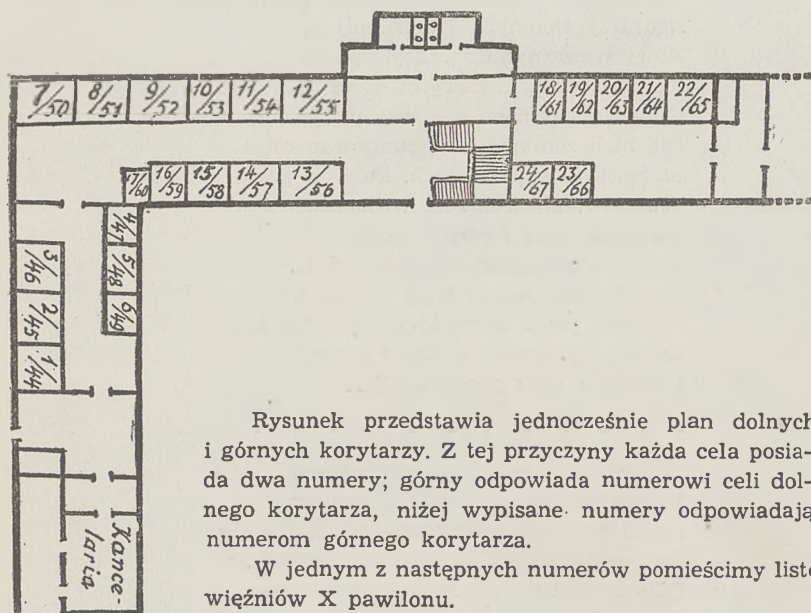 7/50 8/51 9/52 10/53 11/54 12/55 18/61 19/62 20/63 21/64 22/65
17/60 16/59 15/58 14/57 13/56 24/67 23/66
4/47
3/46 5/48
2/45 6/49
1/44
Kance-
laria
Rysunek przedstawia jednocześnie plan dolnych
i górnych korytarzy. Z tej przyczyny każda cela posia-
da dwa numery; górny odpowiada numerowi celi dol-
nego korytarza, niżej wypisane numery odpowiadają
numerom górnego korytarza.
W jednym z następnych numerów pomieścimy listę
więźniów X pawilonu.